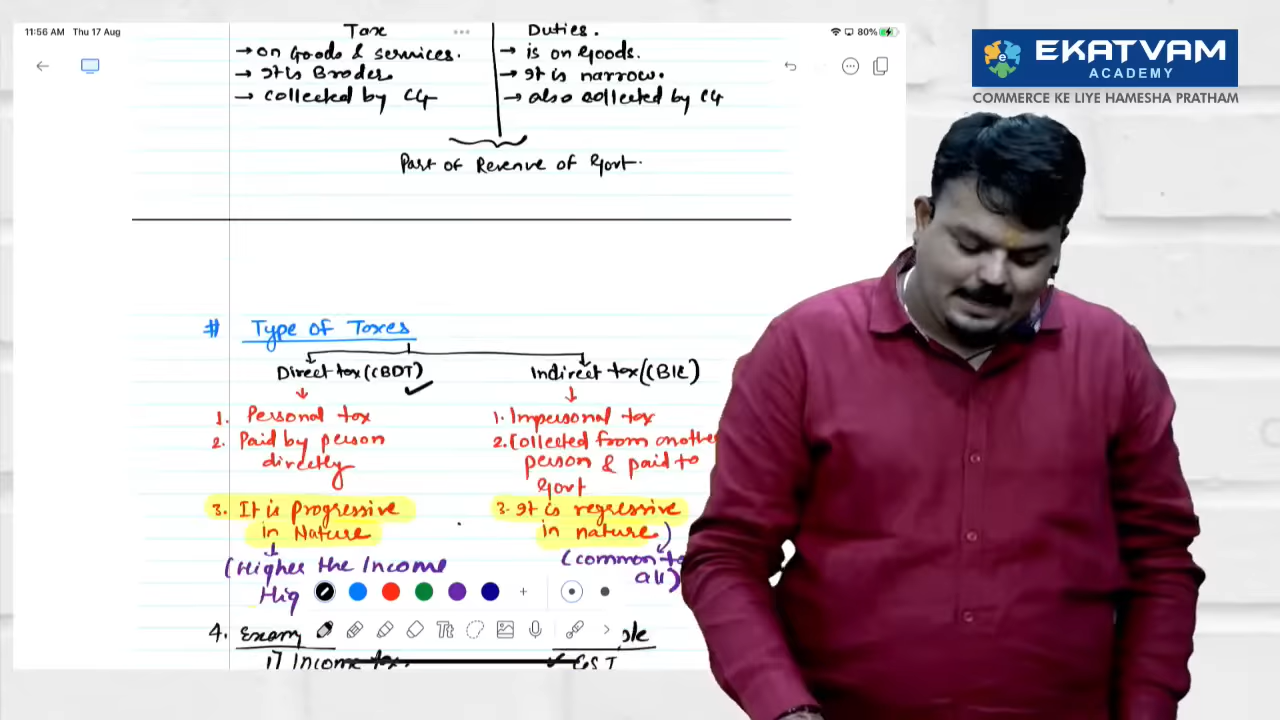 11:56 AM Thu 17 Aug
80%
EKATVAM
ACADEMY
COMMERCE KE LIYE HAMESHA PRATHAM
Tax
→ on Goods & services.
→ It is Broder
→ collected by CG
Duties.
→ is on Goods.
→ It is narrow.
→ also collected by CG
Part of Revenue of Govt.
# Type of Taxes
Direct tax (CBDT)
1. Personal tax
2. Paid by person
directly
3. It is Progressive
in Nature
(Higher the Income
Hig
4. Exam
1) Income tax.
Indirect tax (CBIC)
1. Impersonal tax
2. Collected from another
person & paid to
Govt
3. It is regressive
in nature
(common to
all)
ple
GST